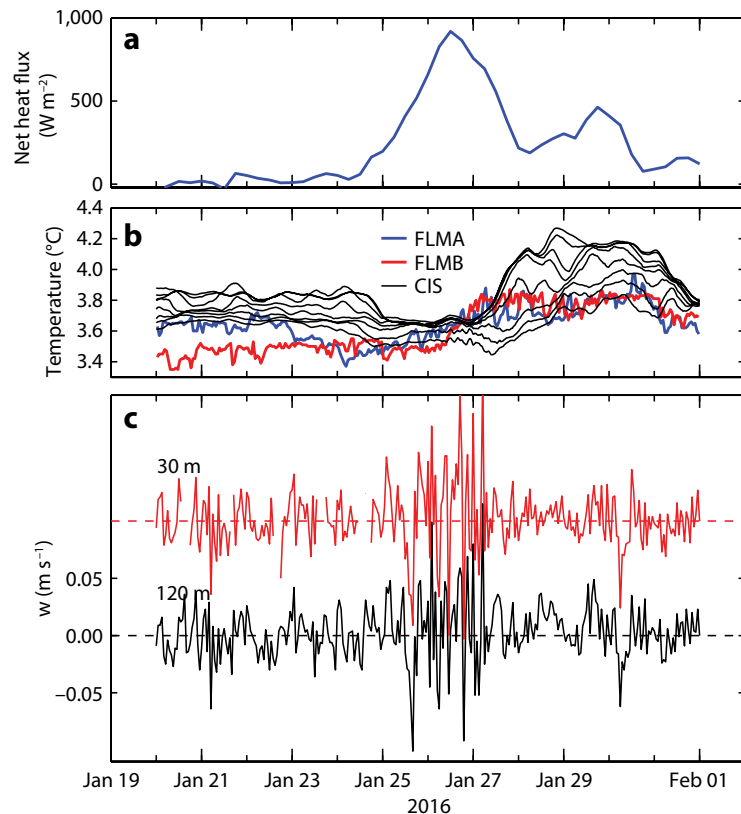 a
1,000
500
0
Net heat flux
(W m⁻²)
b
4.4
4.2
4.0
3.8
3.6
3.4
Temperature (°C)
FLMA
FLMB
CIS
c
30 m
120 m
0.05
0.00
−0.05
w (m s⁻¹)
Jan 19 Jan 21 Jan 23 Jan 25 Jan 27 Jan 29 Feb 01
2016